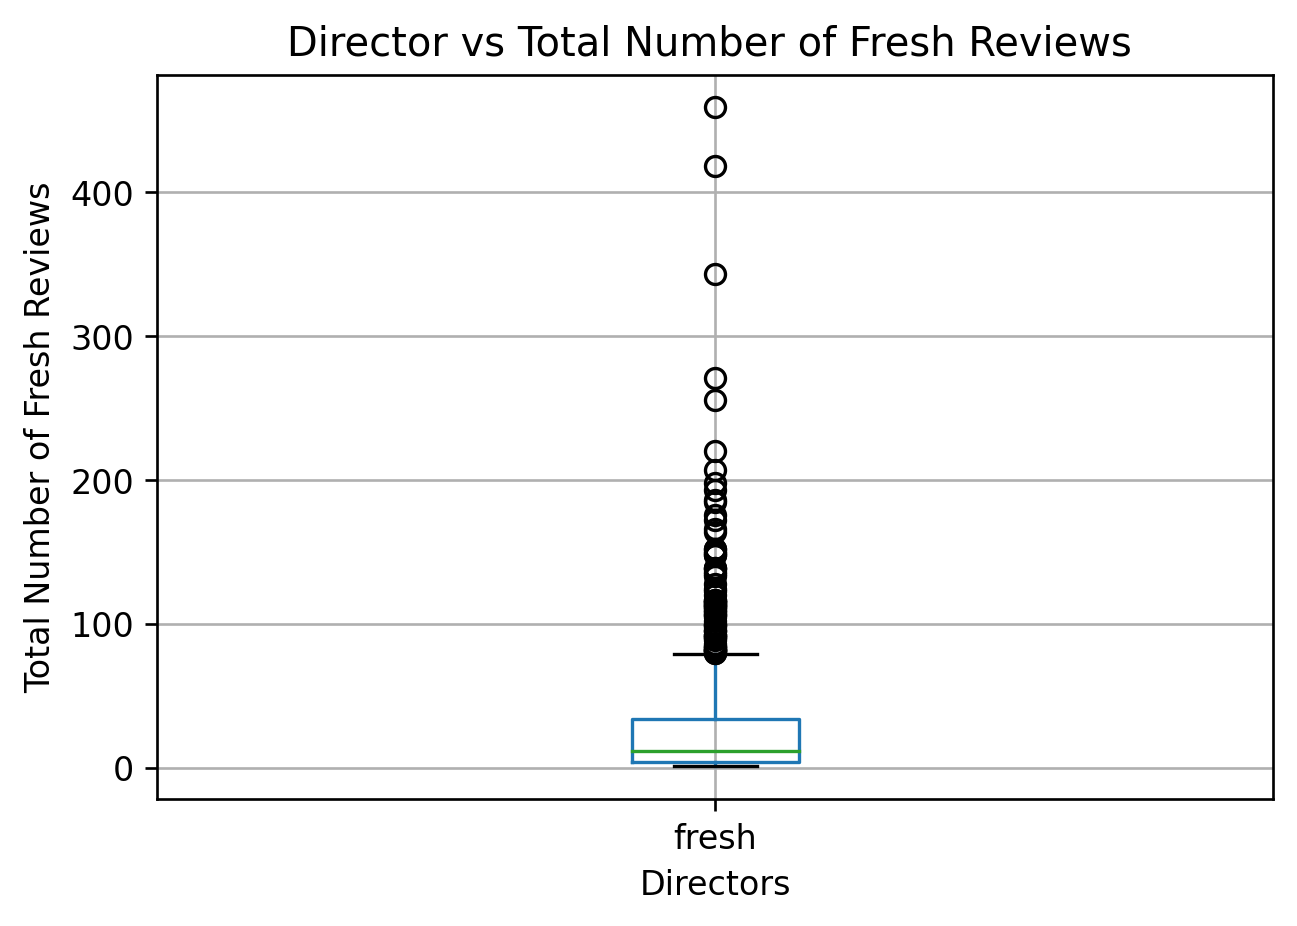 Director vs Total Number of Fresh Reviews
Total Number of Fresh Reviews
400
300
200
100
0
fresh
Directors